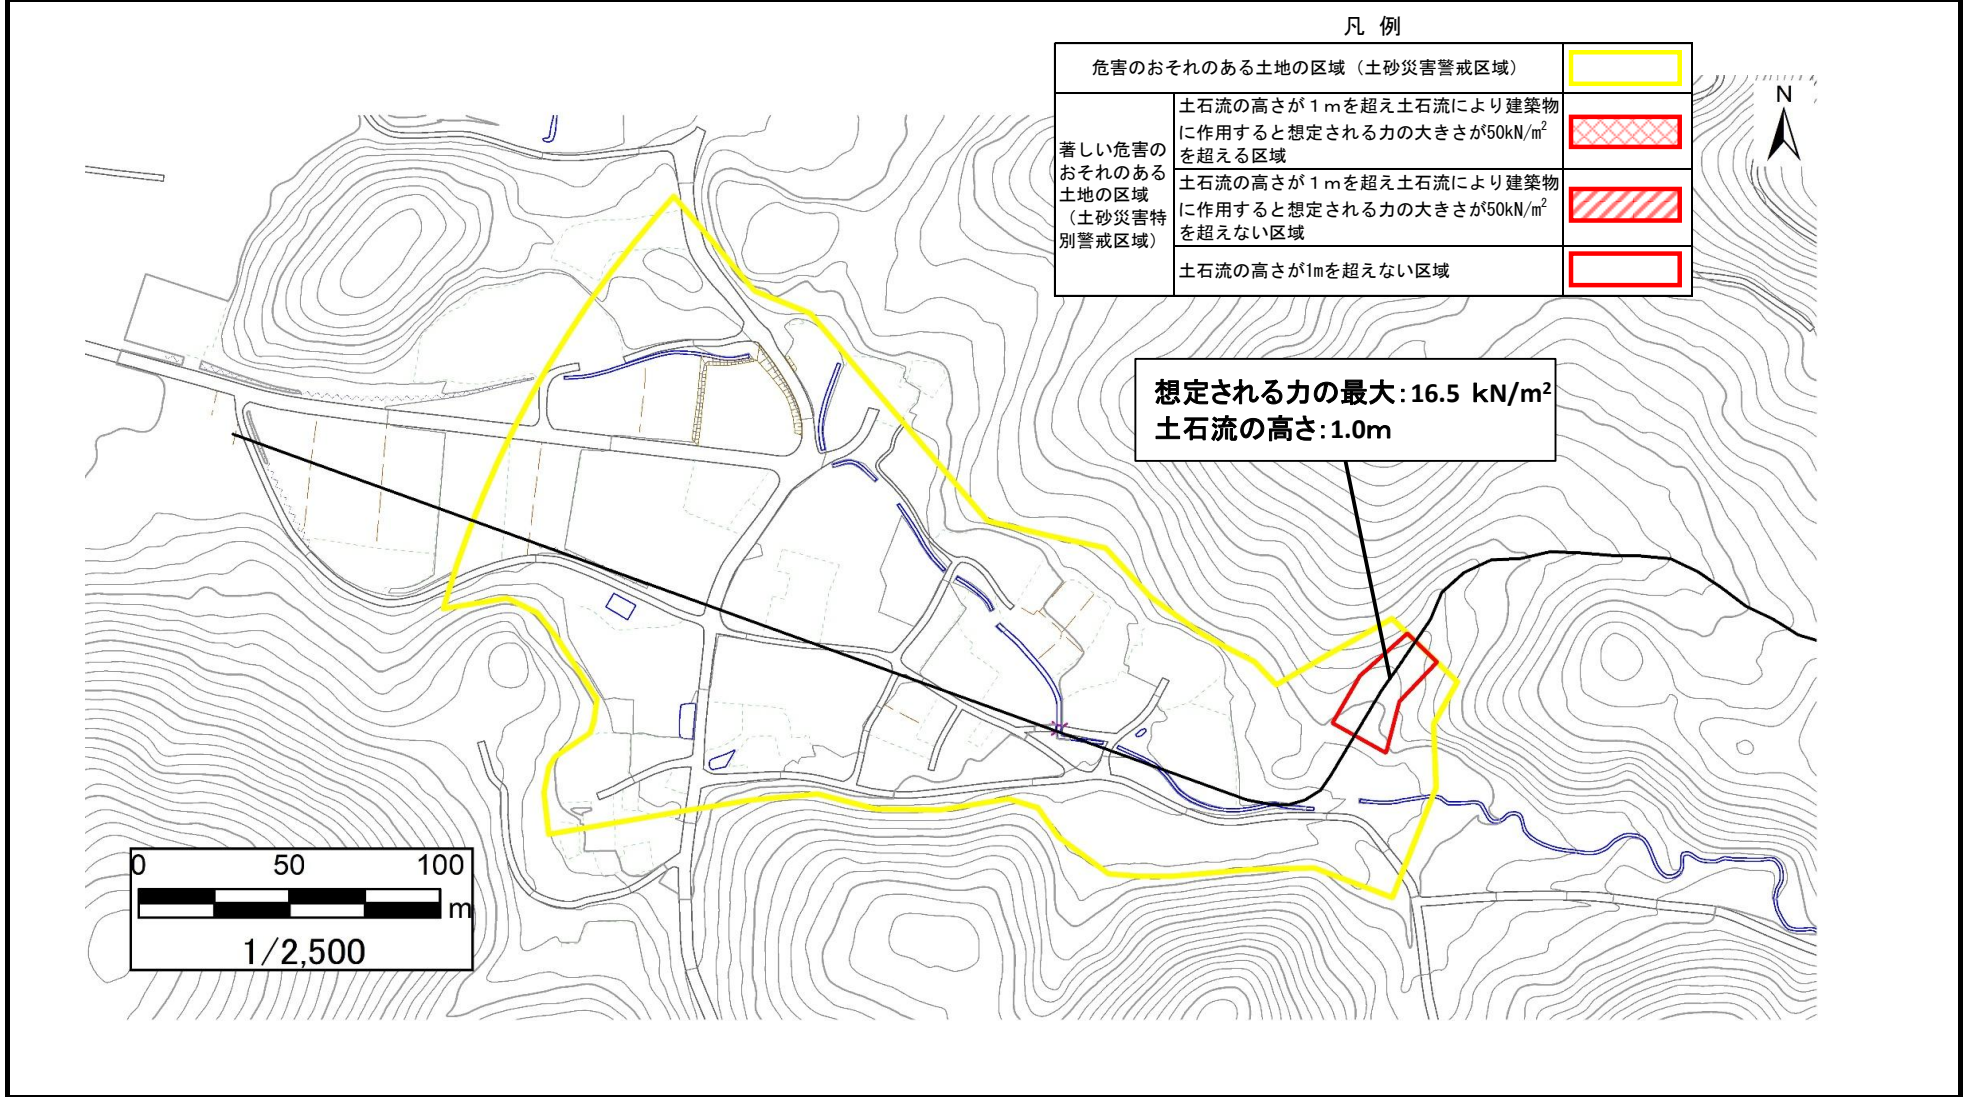 凡 例
危害のおそれのある土地の区域（土砂災害警戒区域）
著しい危害の
おそれのある
土地の区域
（土砂災害特
別警戒区域）
土石流の高さが１ｍを超え土石流により建築物
に作用すると想定される力の大きさが50kN/m²
を超える区域
土石流の高さが１ｍを超え土石流により建築物
に作用すると想定される力の大きさが50kN/m²
を超えない区域
土石流の高さが1mを超えない区域
N
想定される力の最大：16.5 kN/m²
土石流の高さ：1.0m
0 50 100
m
1/2,500